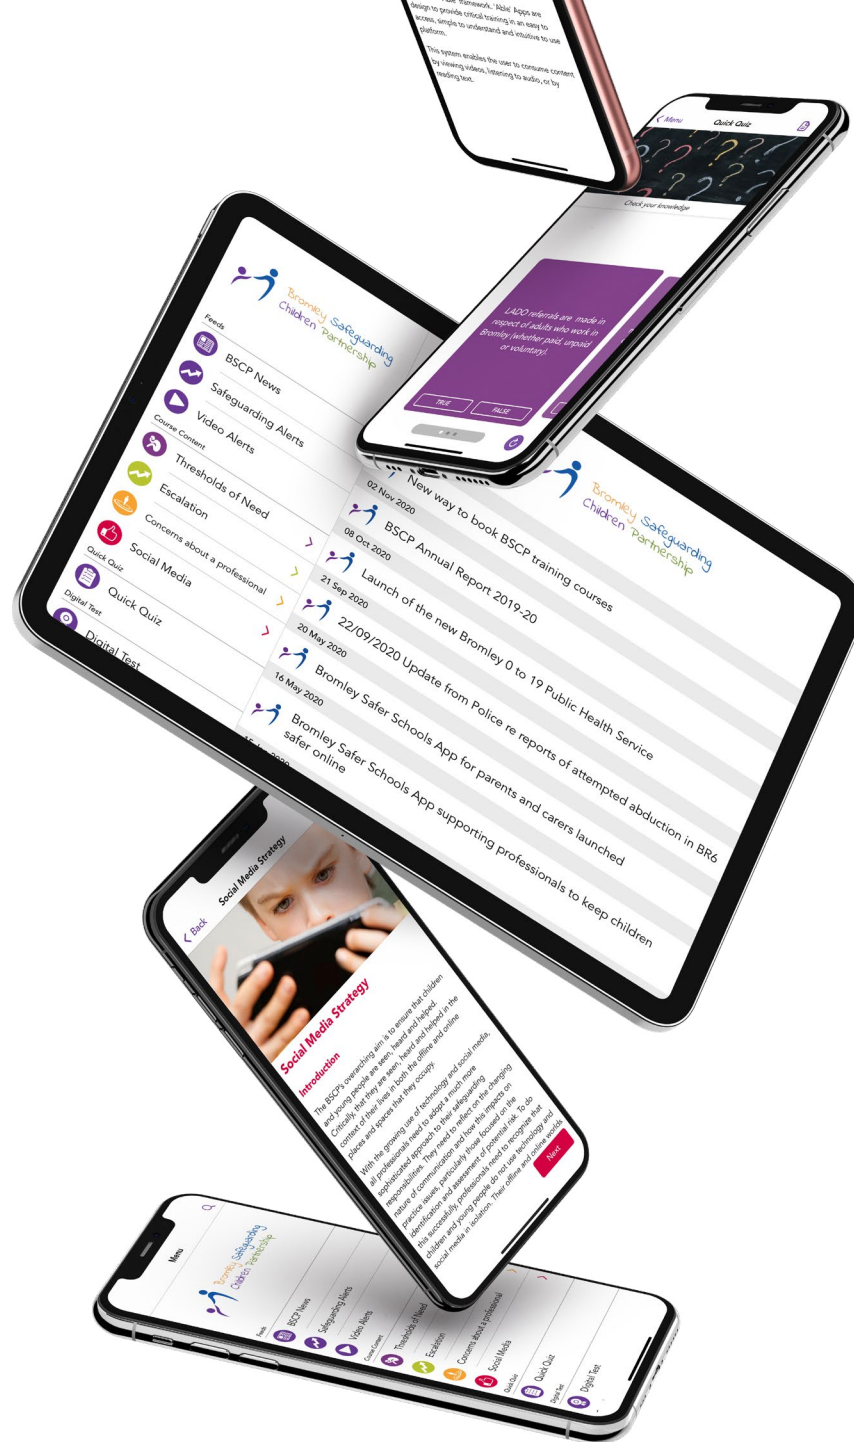 'Able' framework. 'Able' Apps are
design to provide critical training in an easy to
access, simple to understand and intuitive to use
platform.
This system enables the user to consume content
by viewing videos, listening to audio, or by
reading text.
Menu
Quick Quiz
Check your knowledge
LADO referrals are made in
respect of adults who work in
Bromley (whether paid, unpaid
or voluntary).
TRUE
FALSE
Bromley Safeguarding
Children Partnership
Feeds
BSCP News
Safeguarding Alerts
Video Alerts
Course Content
Thresholds of Need
Escalation
Concerns about a professional
Social Media
Quick Quiz
Quick Quiz
Digital Test
Digital Test
Bromley Safeguarding
Children Partnership
New way to book BSCP training courses
02 Nov 2020
BSCP Annual Report 2019-20
08 Oct 2020
Launch of the new Bromley 0 to 19 Public Health Service
21 Sep 2020
22/09/2020 Update from Police re reports of attempted abduction in BR6
20 May 2020
Bromley Safer Schools App for parents and carers launched
16 May 2020
Bromley Safer Schools App supporting professionals to keep children
safer online
2020
Back
Social Media Strategy
Social Media Strategy
Introduction
The BSCP's overarching aim is to ensure that children
and young people are seen, heard and helped.
Critically, that they are seen, heard and helped in the
context of their lives in both the offline and online
places and spaces that they occupy.
With the growing use of technology and social media,
all professionals need to adopt a much more
sophisticated approach to their safeguarding
responsibilities. They need to reflect on the changing
nature of communication and how this impacts on
practice issues, particularly those focused on the
identification and assessment of potential risk. To do
this successfully, professionals need to recognize that
children and young people do not use technology and
social media in isolation. Their offline and online worlds
Next
Menu
Bromley Safeguarding
Children Partnership
Feeds
BSCP News
Safeguarding Alerts
Video Alerts
Course Content
Thresholds of Need
Escalation
Concerns about a professional
Social Media
Quick Quiz
Quick Quiz
Digital Test
Digital Test